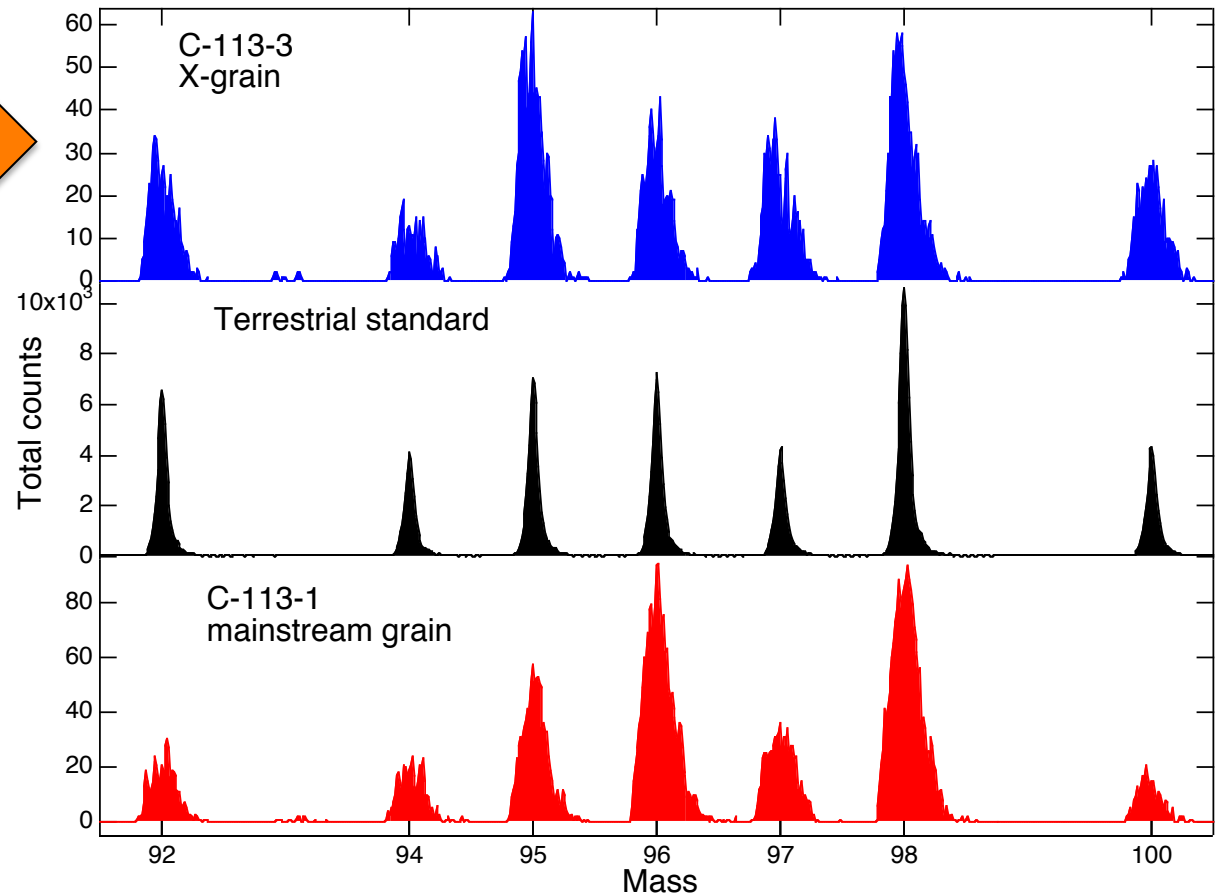 C-113-3
X-grain
60
50
40
30
20
10
0
Terrestrial standard
10x10³
8
6
4
2
0
C-113-1
mainstream grain
80
60
40
20
0
Total counts
92 94 95 96 97 98 100
Mass